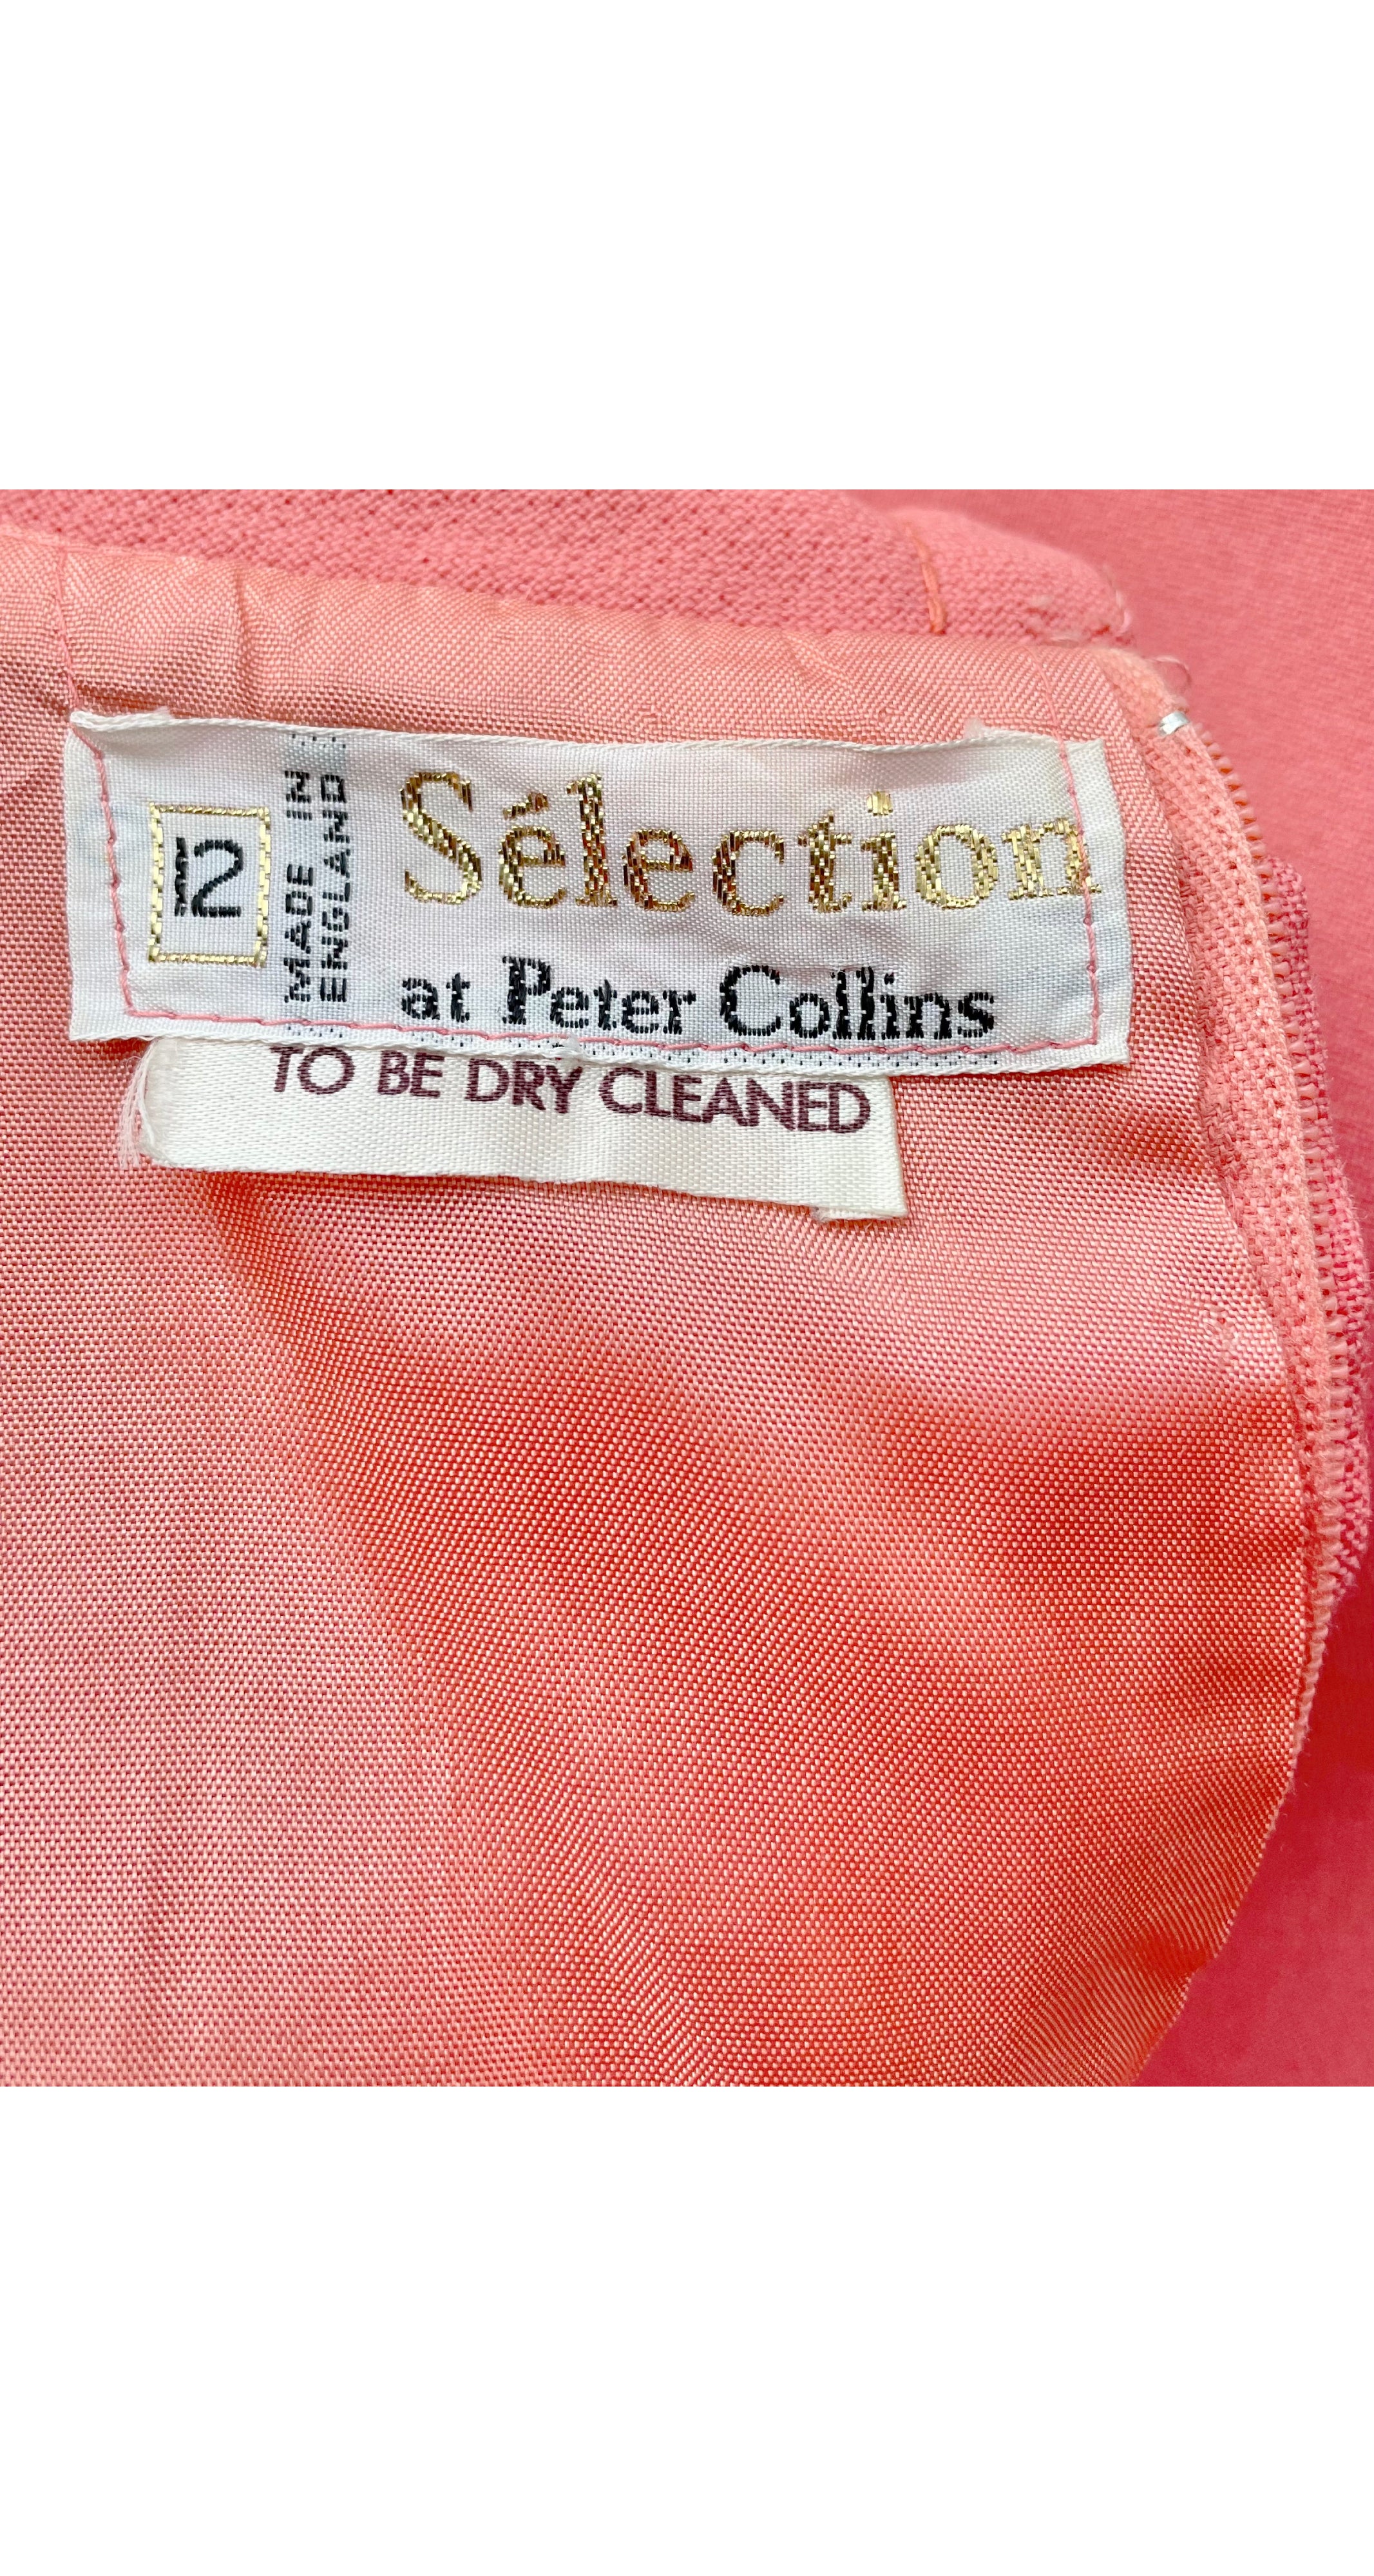 12
MADE IN
ENGLAND
Sélection
at Peter Collins
TO BE DRY CLEANED